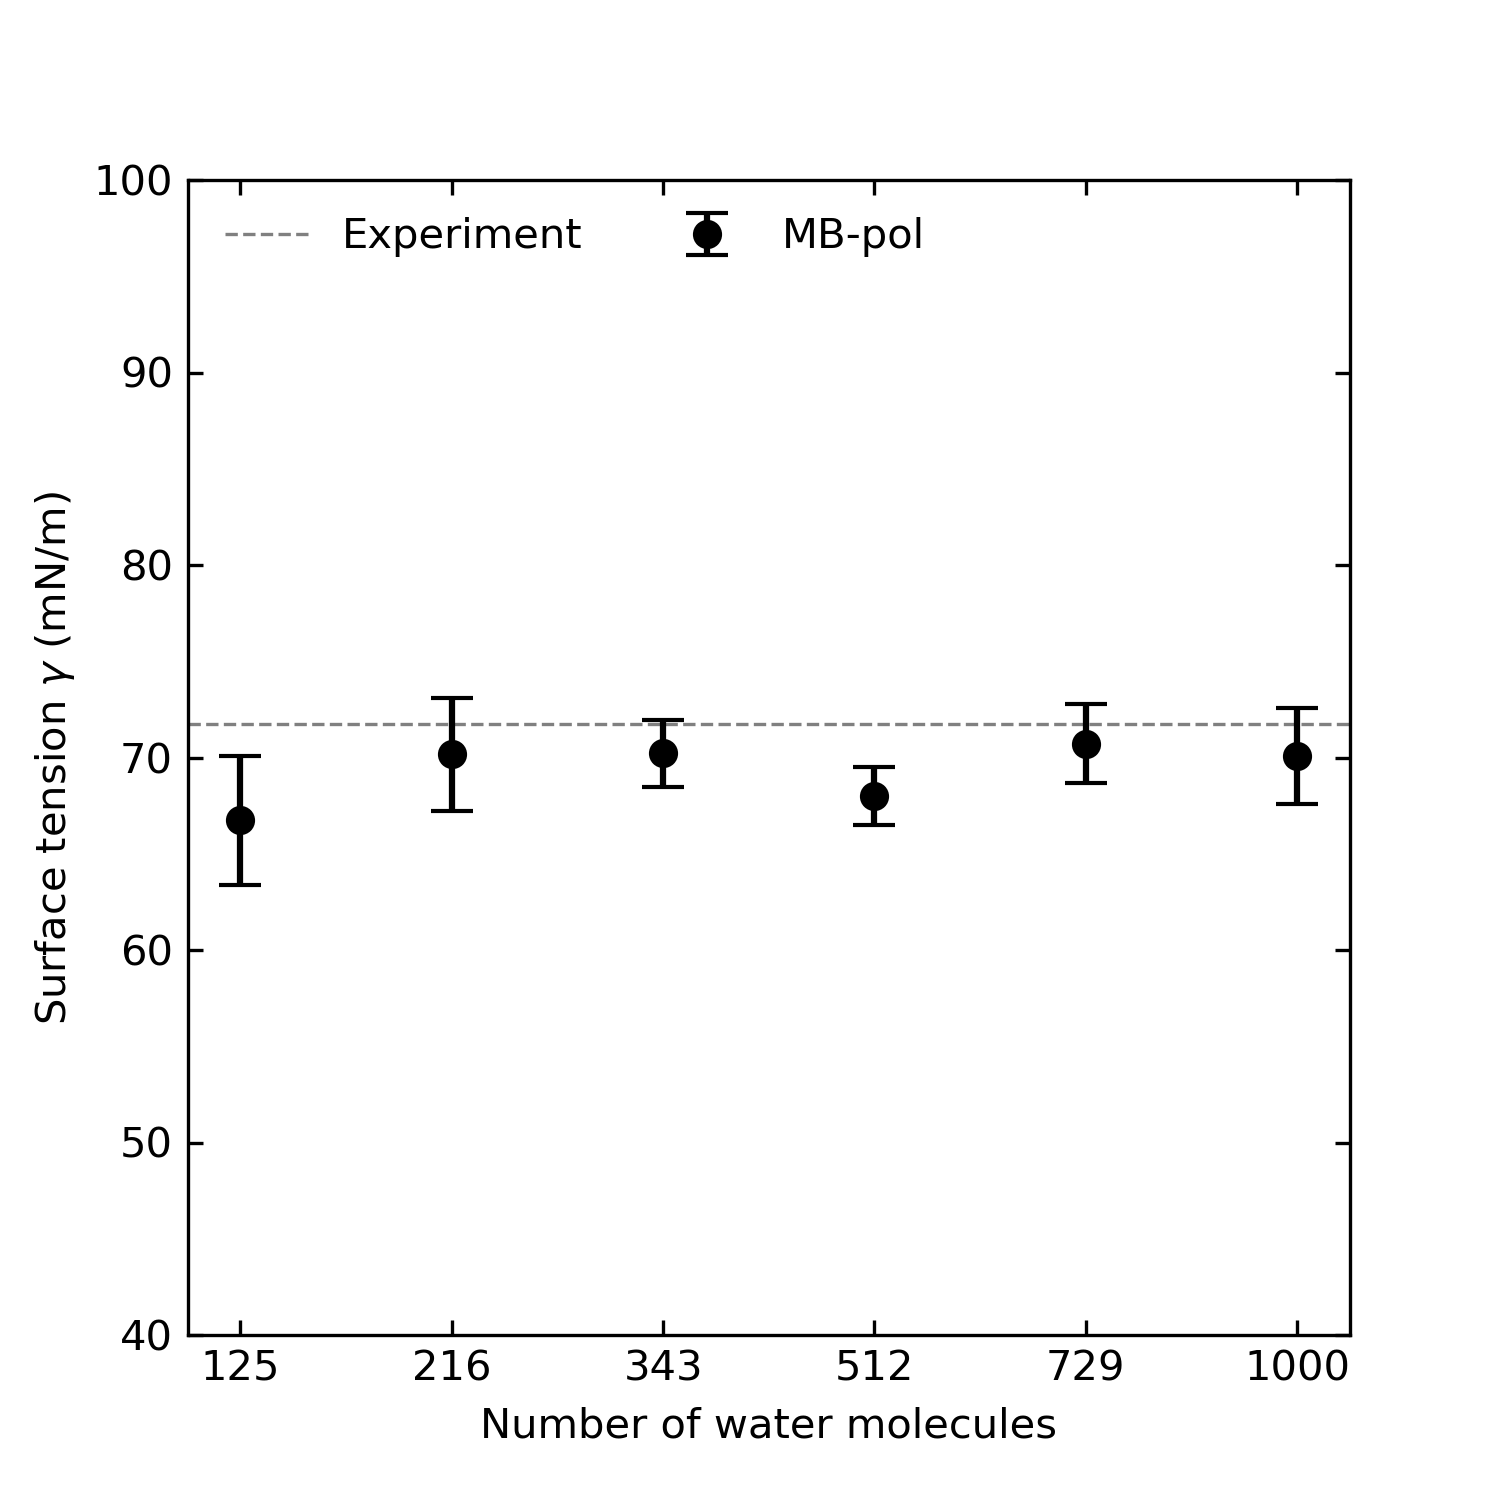 100
Experiment MB-pol
90
80
70
60
50
40
Surface tension γ (mN/m)
125 216 343 512 729 1000
Number of water molecules